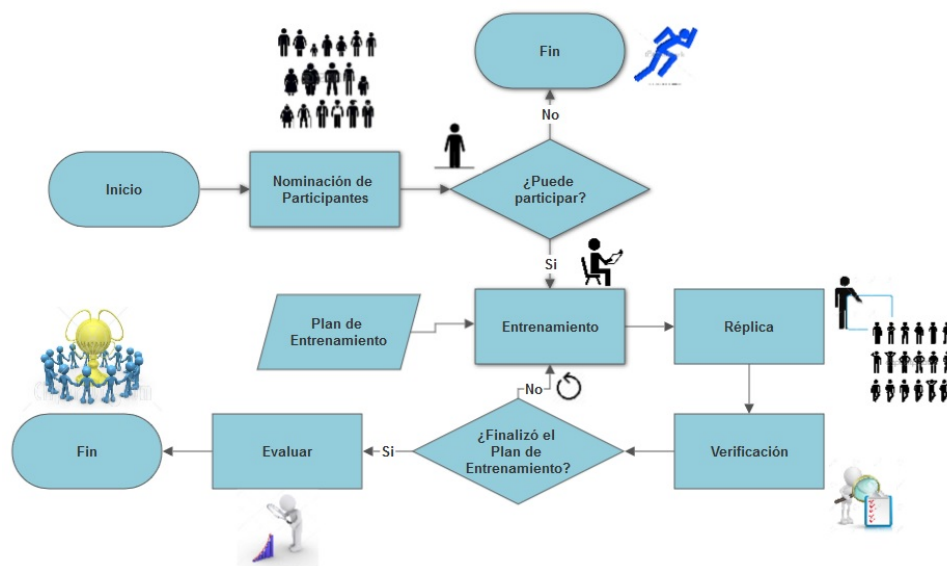 Fin
No
Inicio
Nominación de
Participantes
¿Puede
participar?
Si
Plan de
Entrenamiento
Entrenamiento
Réplica
No
Fin
Evaluar
Si
¿Finalizó el
Plan de
Entrenamiento?
Verificación